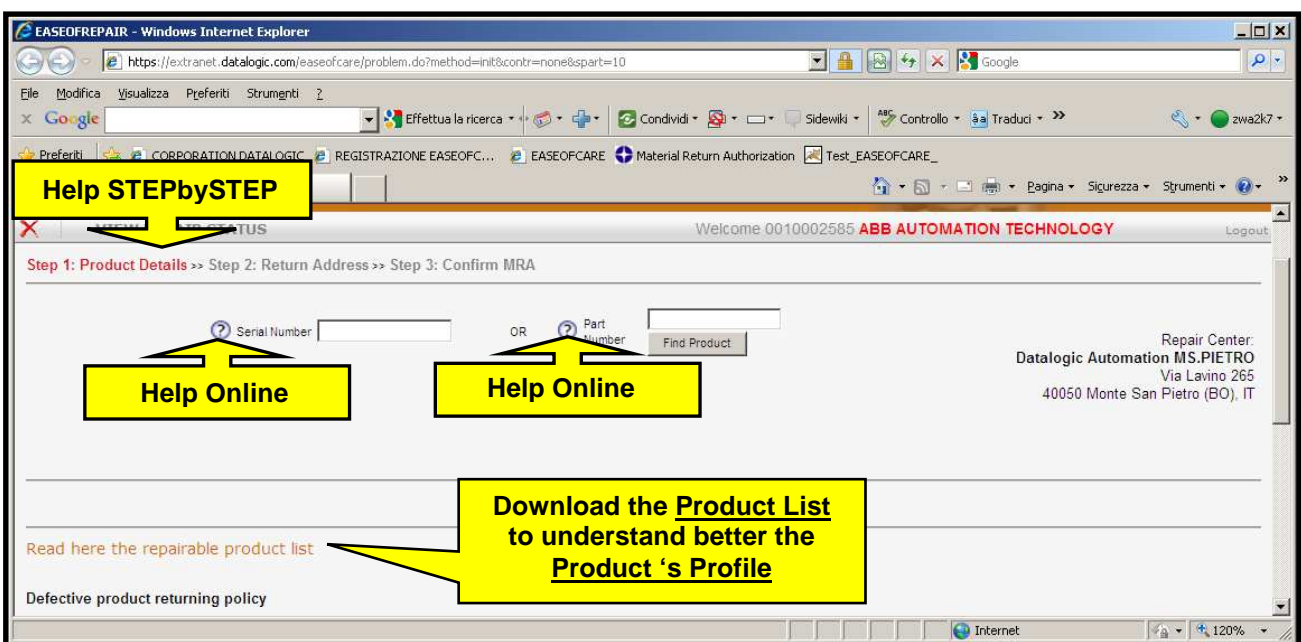 EASEOFREPAIR - Windows Internet Explorer
https://extranet.datalogic.com/easeofcare/problem.do?method=init&contr=none&spart=10
Google
File Modifica Visualizza Preferiti Strumenti ?
x Google Effettua la ricerca Condividi Sidewiki Controllo Traduci zwa2k7
Preferiti CORPORATION DATALOGIC REGISTRAZIONE EASEOFC... EASEOFCARE Material Return Authorization Test_EASEOFCARE_
Help STEPbySTEP
Pagina Sicurezza Strumenti
Welcome 0010002585 ABB AUTOMATION TECHNOLOGY Logout
Step 1: Product Details >> Step 2: Return Address >> Step 3: Confirm MRA
Serial Number OR Part
Number
Find Product
Help Online
Help Online
Repair Center:
Datalogic Automation MS.PIETRO
Via Lavino 265
40050 Monte San Pietro (BO), IT
Download the Product List
to understand better the
Product ‘s Profile
Read here the repairable product list
Defective product returning policy
Internet 120%